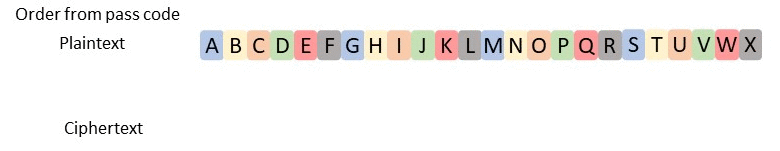 Order from pass code
Plaintext A B C D E F G H I J K L M N O P Q R S T U V W X
Ciphertext